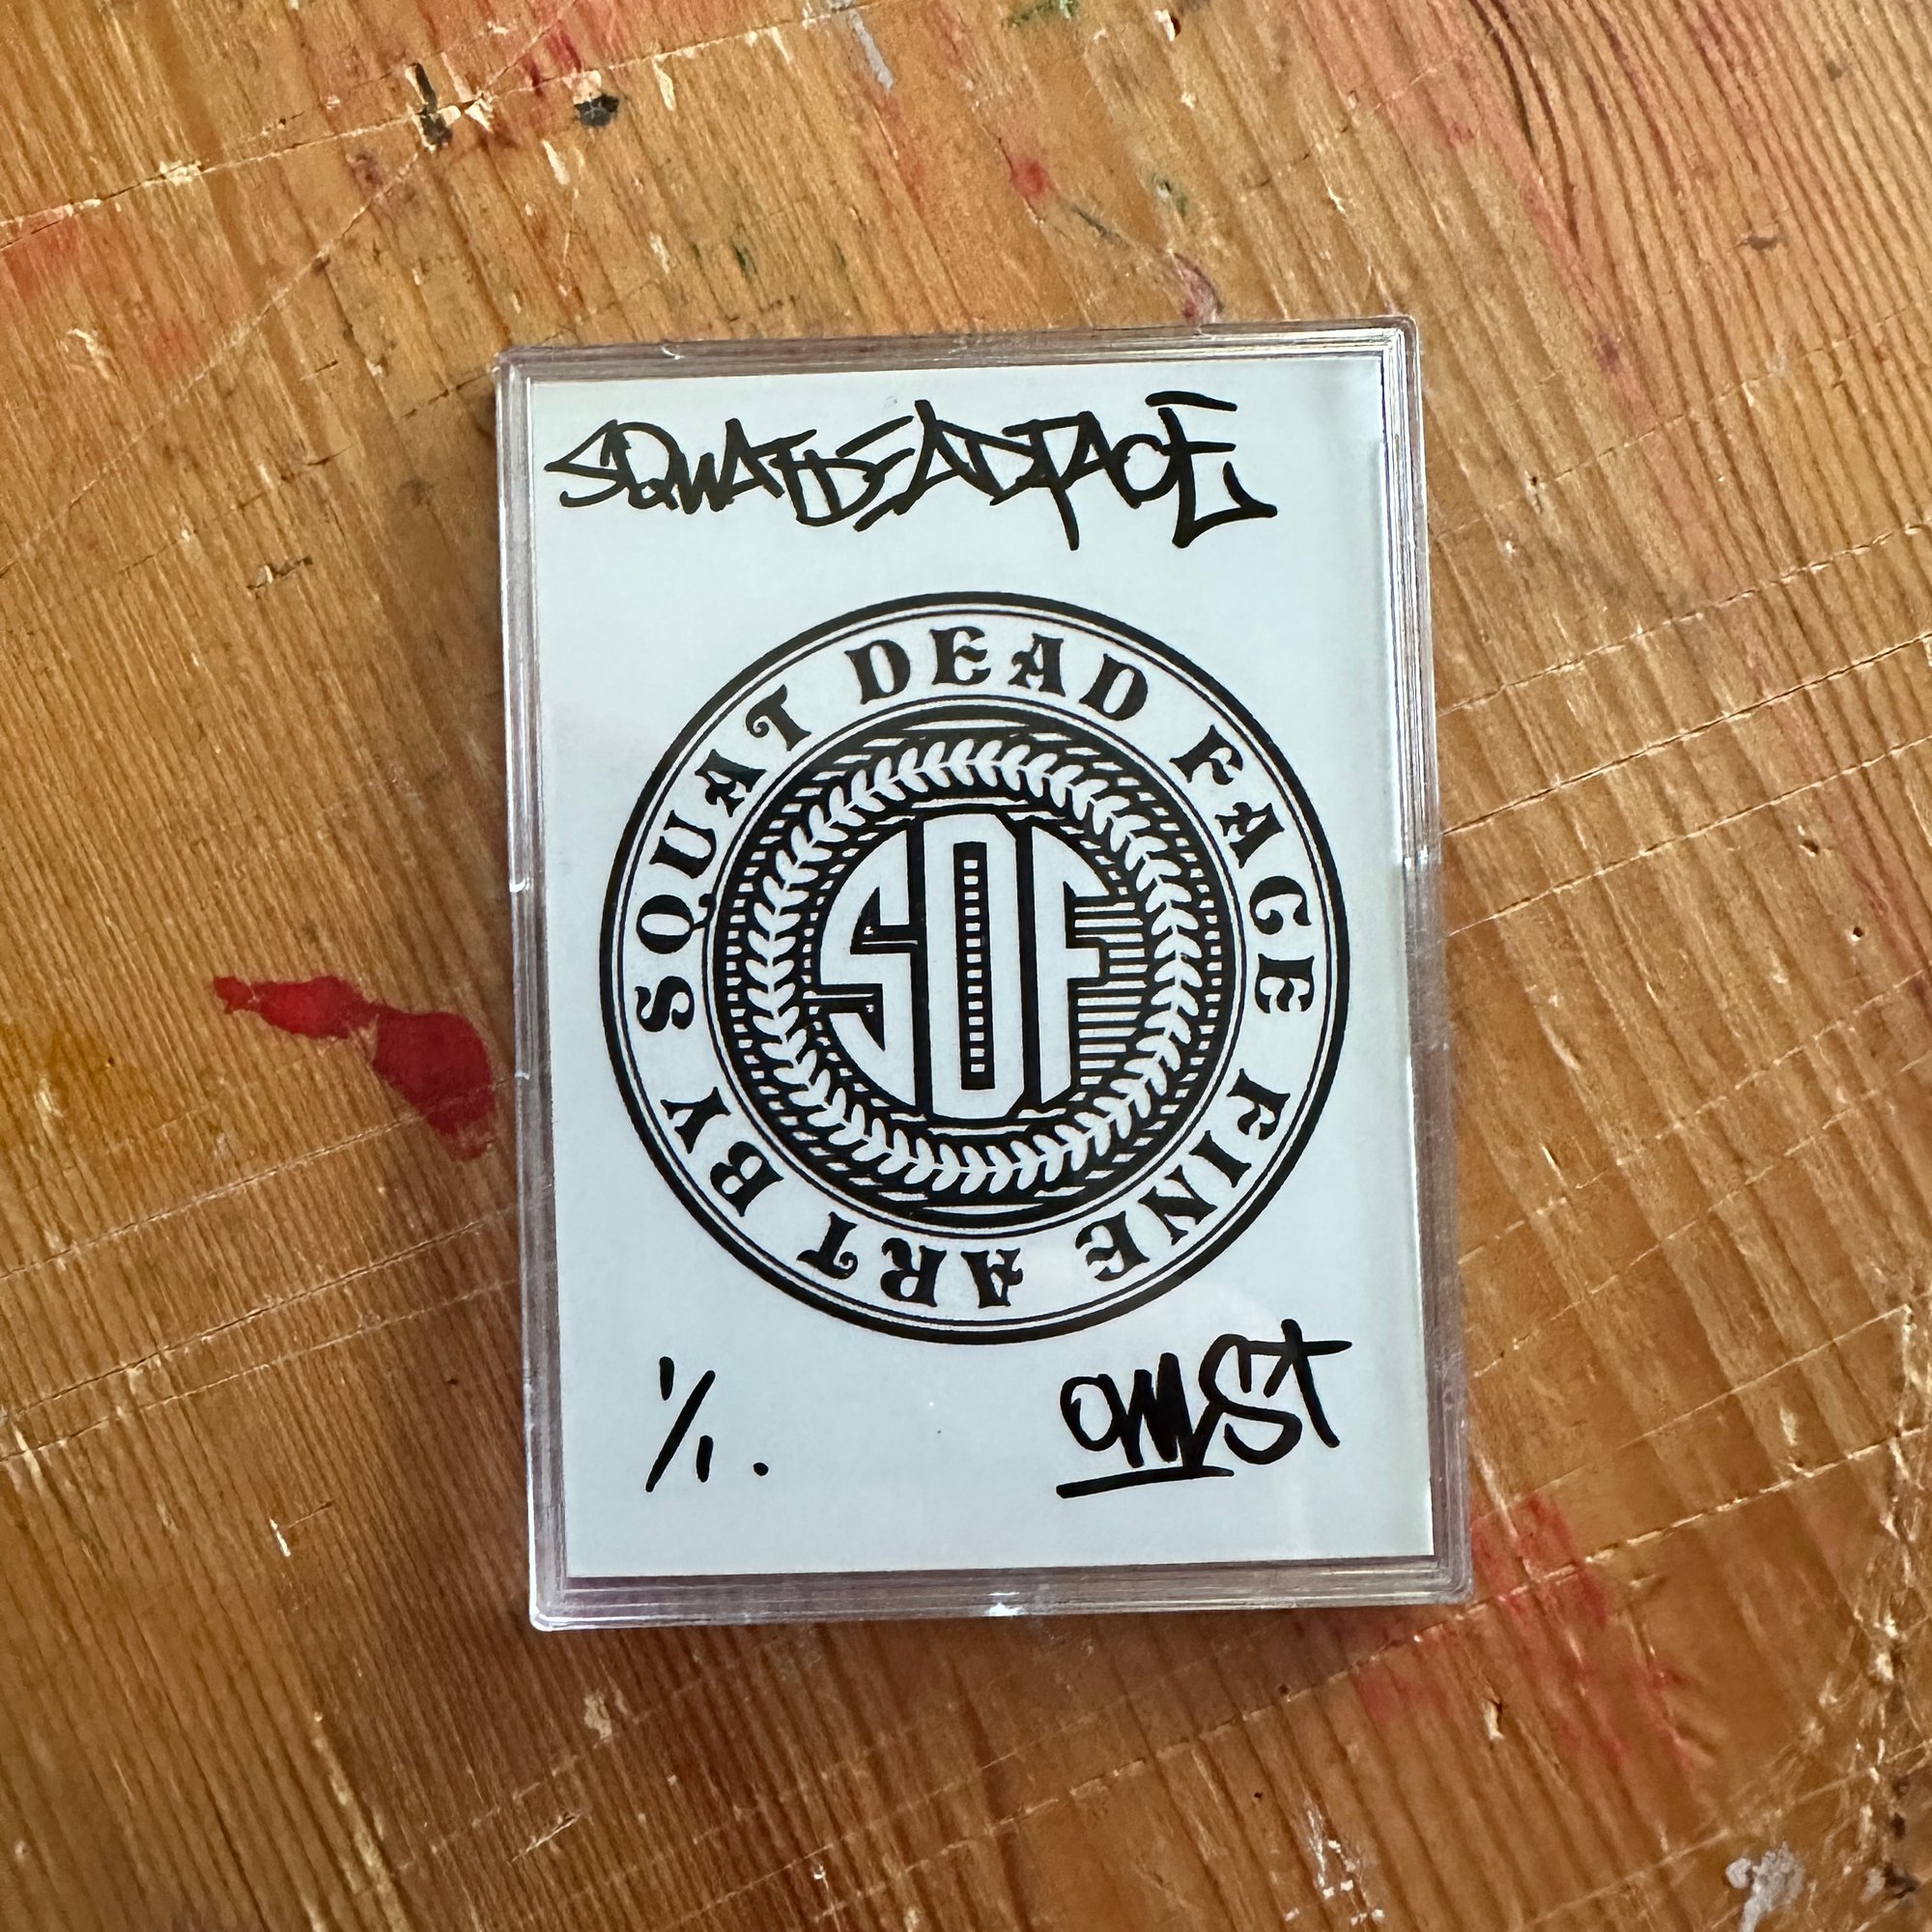 SQUATDEADFACE
SQUAT DEAD FACE FINE ART BY
SDF
1/1.